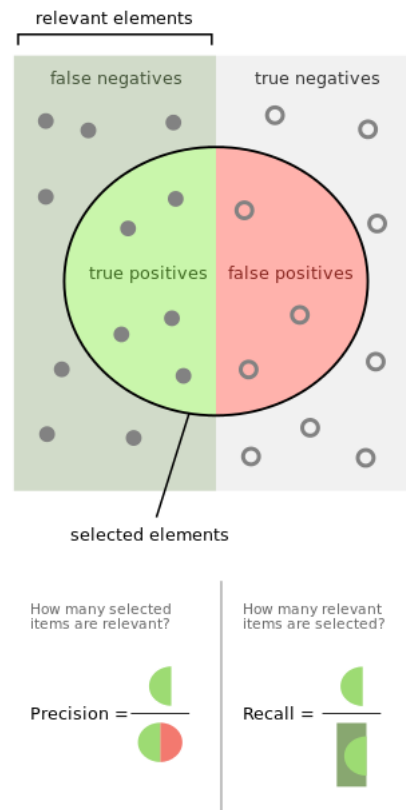 relevant elements
false negatives
true negatives
true positives
false positives
selected elements
How many selected
items are relevant?
How many relevant
items are selected?
Precision =
Recall =